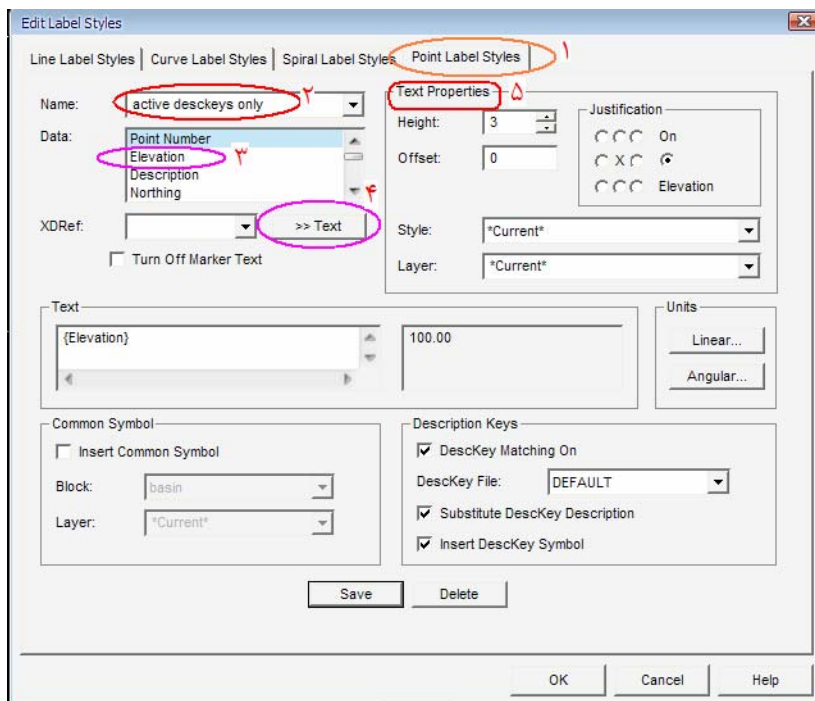 Edit Label Styles
Line Label Styles
Curve Label Styles
Spiral Label Styles
Point Label Styles
۱
Name:
active desckeys only
۲
Data:
Point Number
Elevation
۳
Description
Northing
XDRef:
>> Text
۴
Turn Off Marker Text
Text Properties
۵
Height:
3
Offset:
0
Justification
On
X
Elevation
Style:
*Current*
Layer:
*Current*
Text
{Elevation}
100.00
Units
Linear...
Angular...
Common Symbol
Insert Common Symbol
Block:
basin
Layer:
*Current*
Description Keys
DescKey Matching On
DescKey File:
DEFAULT
Substitute DescKey Description
Insert DescKey Symbol
Save
Delete
OK
Cancel
Help